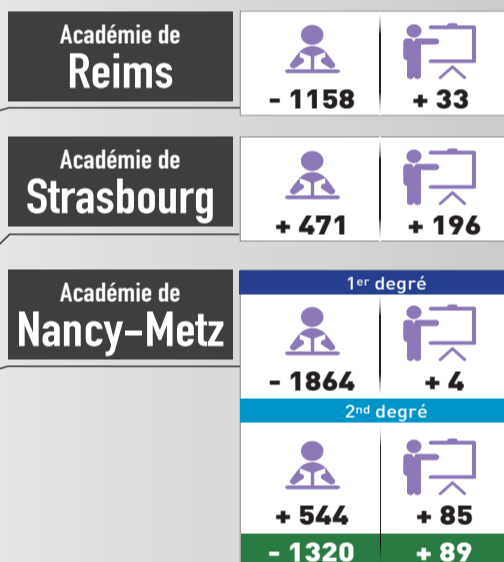 Académie de
Reims
- 1158 + 33
Académie de
Strasbourg
+ 471 + 196
Académie de
Nancy-Metz
1er degré
- 1864 + 4
2nd degré
+ 544 + 85
- 1320 + 89